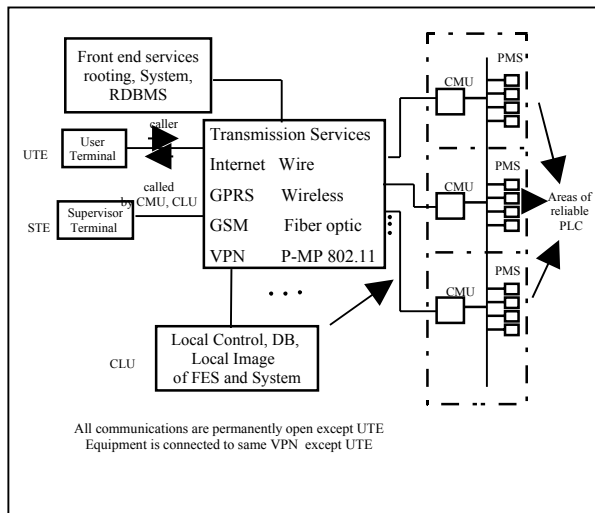 Front end services
rooting, System,
RDBMS
UTE
User
Terminal
caller
called
by CMU, CLU
STE
Supervisor
Terminal
Transmission Services
Internet Wire
GPRS Wireless
GSM Fiber optic
VPN P-MP 802.11
CLU
Local Control, DB,
Local Image
of FES and System
PMS
CMU
PMS
CMU
PMS
CMU
Areas of
reliable
PLC
All communications are permanently open except UTE
Equipment is connected to same VPN except UTE